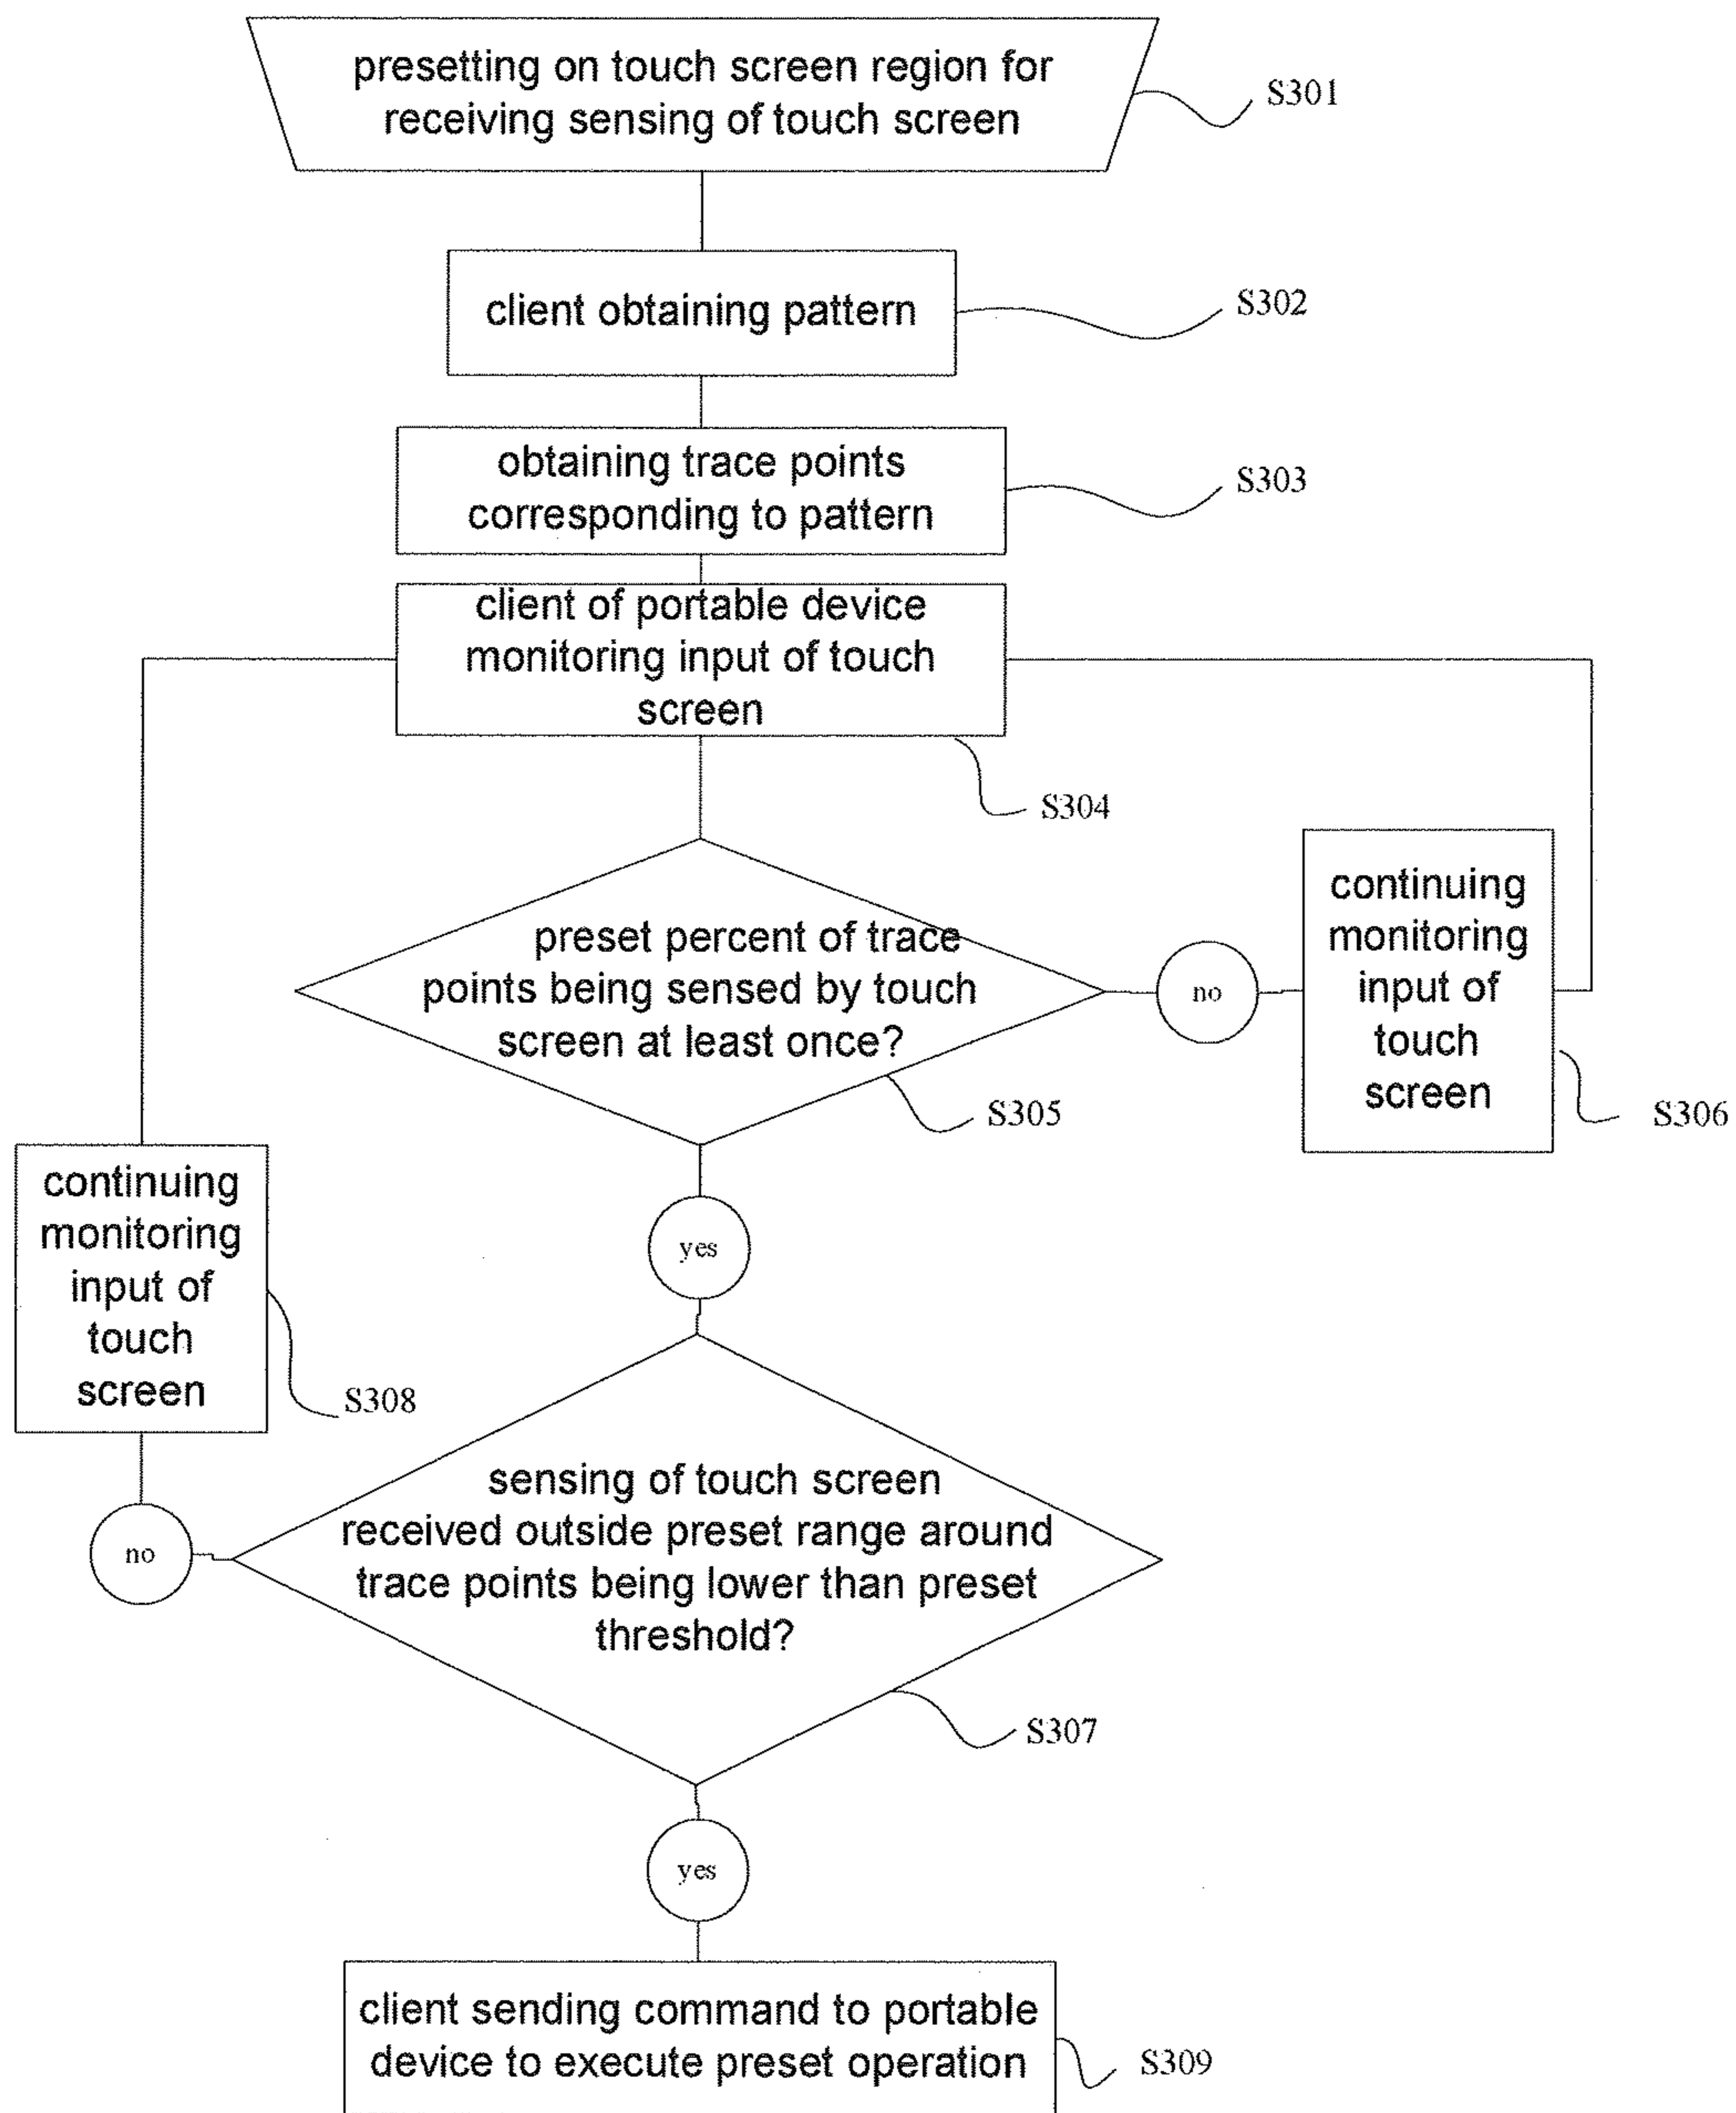 presetting on touch screen region for
receiving sensing of touch screen
S301
client obtaining pattern
S302
obtaining trace points
corresponding to pattern
S303
client of portable device
monitoring input of touch
screen
S304
preset percent of trace
points being sensed by touch
screen at least once?
S305
no
continuing
monitoring
input of
touch
screen
S306
yes
continuing
monitoring
input of
touch
screen
S308
no
sensing of touch screen
received outside preset range around
trace points being lower than preset
threshold?
S307
yes
client sending command to portable
device to execute preset operation
S309